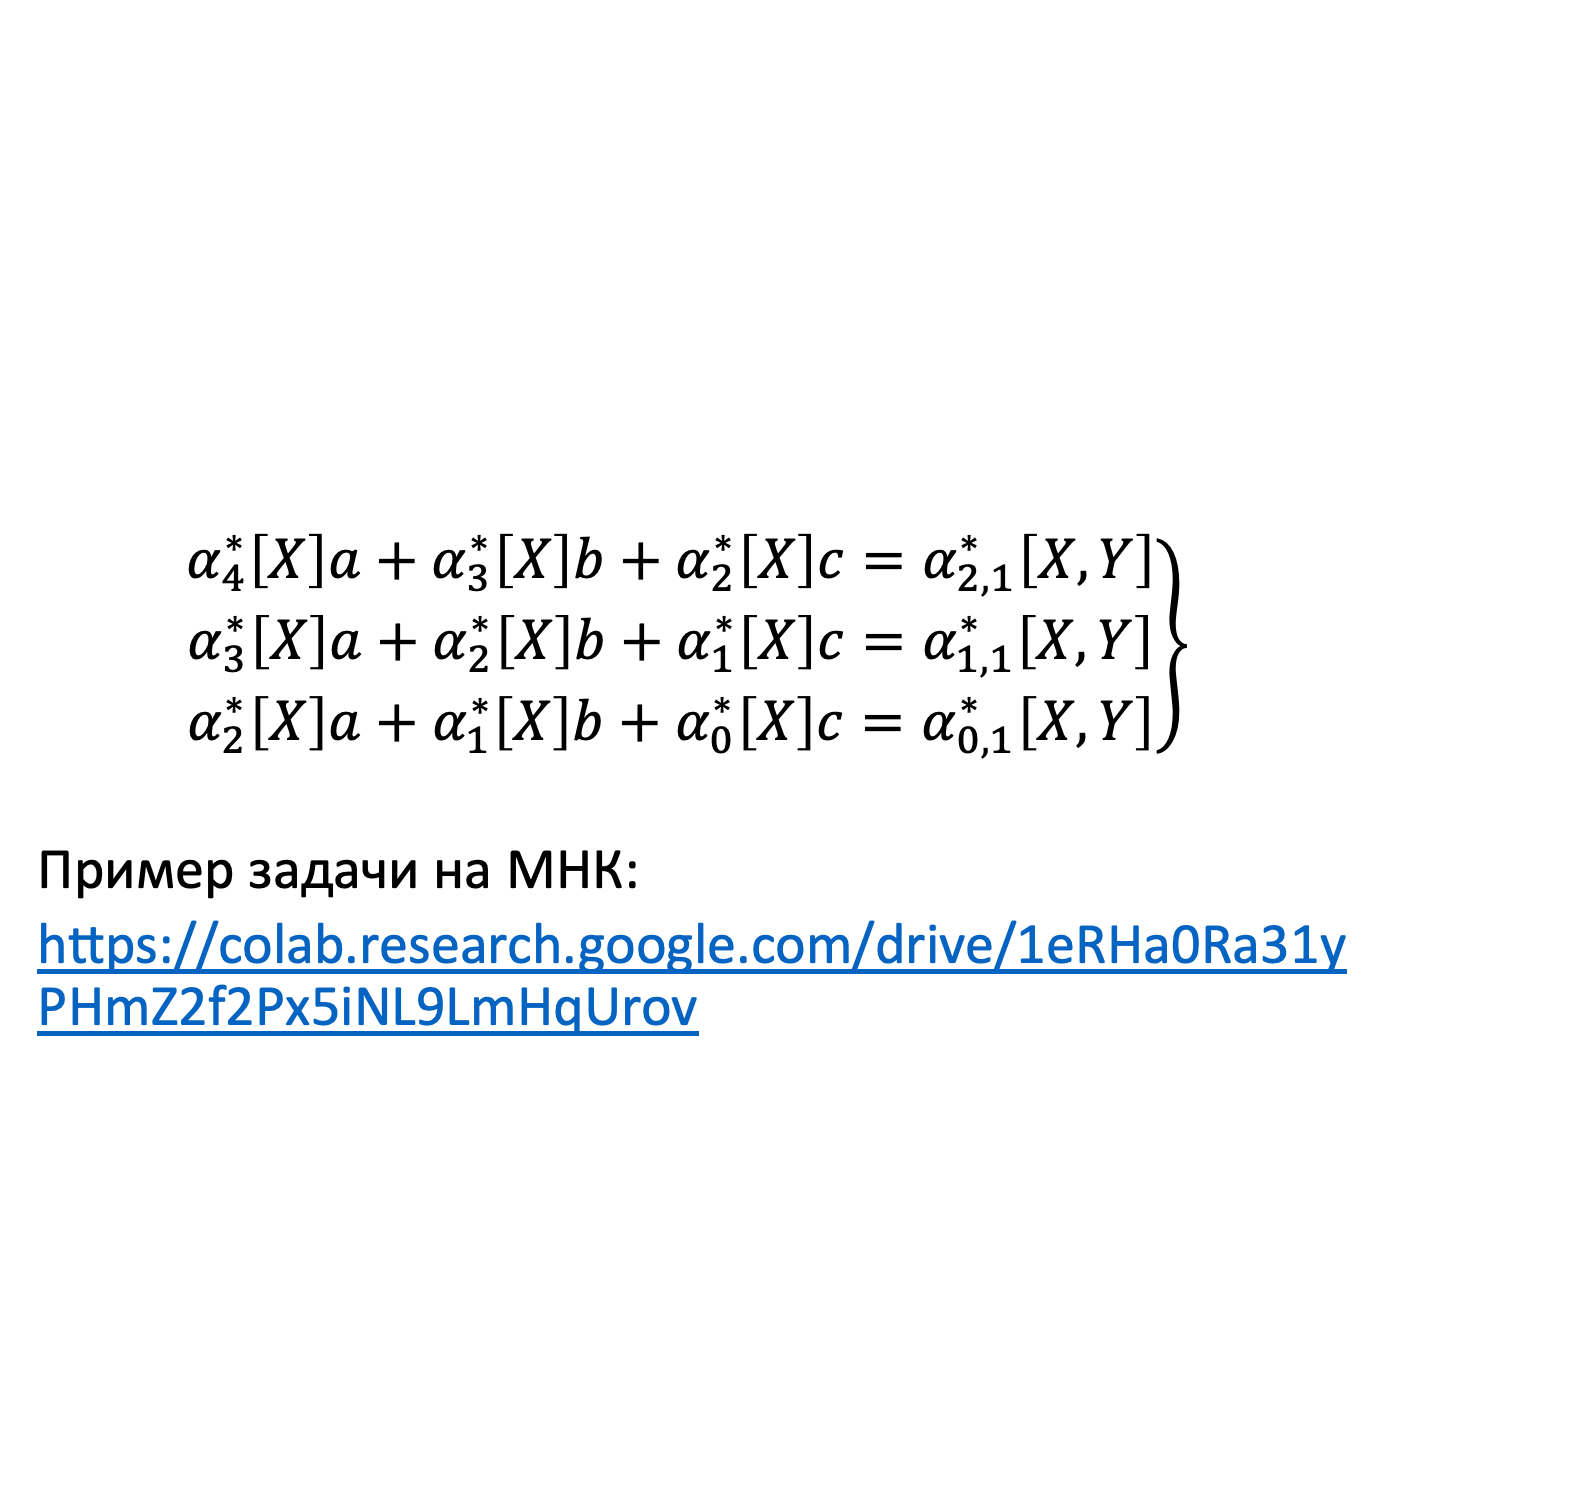 α₄*[X]a + α₃*[X]b + α₂*[X]c = α₂,₁*[X, Y]
α₃*[X]a + α₂*[X]b + α₁*[X]c = α₁,₁*[X, Y]
α₂*[X]a + α₁*[X]b + α₀*[X]c = α₀,₁*[X, Y]
Пример задачи на МНК:
https://colab.research.google.com/drive/1eRHa0Ra31y
PHmZ2f2Px5iNL9LmHqUrov